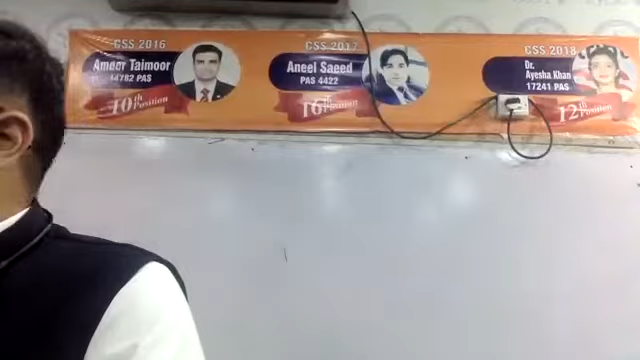 CSS 2016
Ameer Taimoor
14782 PAS
10th Position
CSS 2017
Aneel Saeed
PAS 4422
16th Position
CSS 2018
Dr.
Ayesha Khan
17241 PAS
12th Position